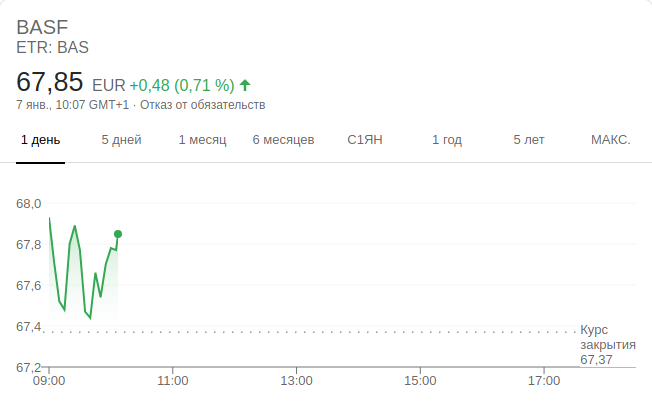 BASF
ETR: BAS
67,85 EUR +0,48 (0,71 %)
7 янв., 10:07 GMT+1 · Отказ от обязательств
1 день 5 дней 1 месяц 6 месяцев С1ЯН 1 год 5 лет МАКС.
68,0
67,8
67,6
67,4
Курс
закрытия
67,37
67,2
09:00 11:00 13:00 15:00 17:00